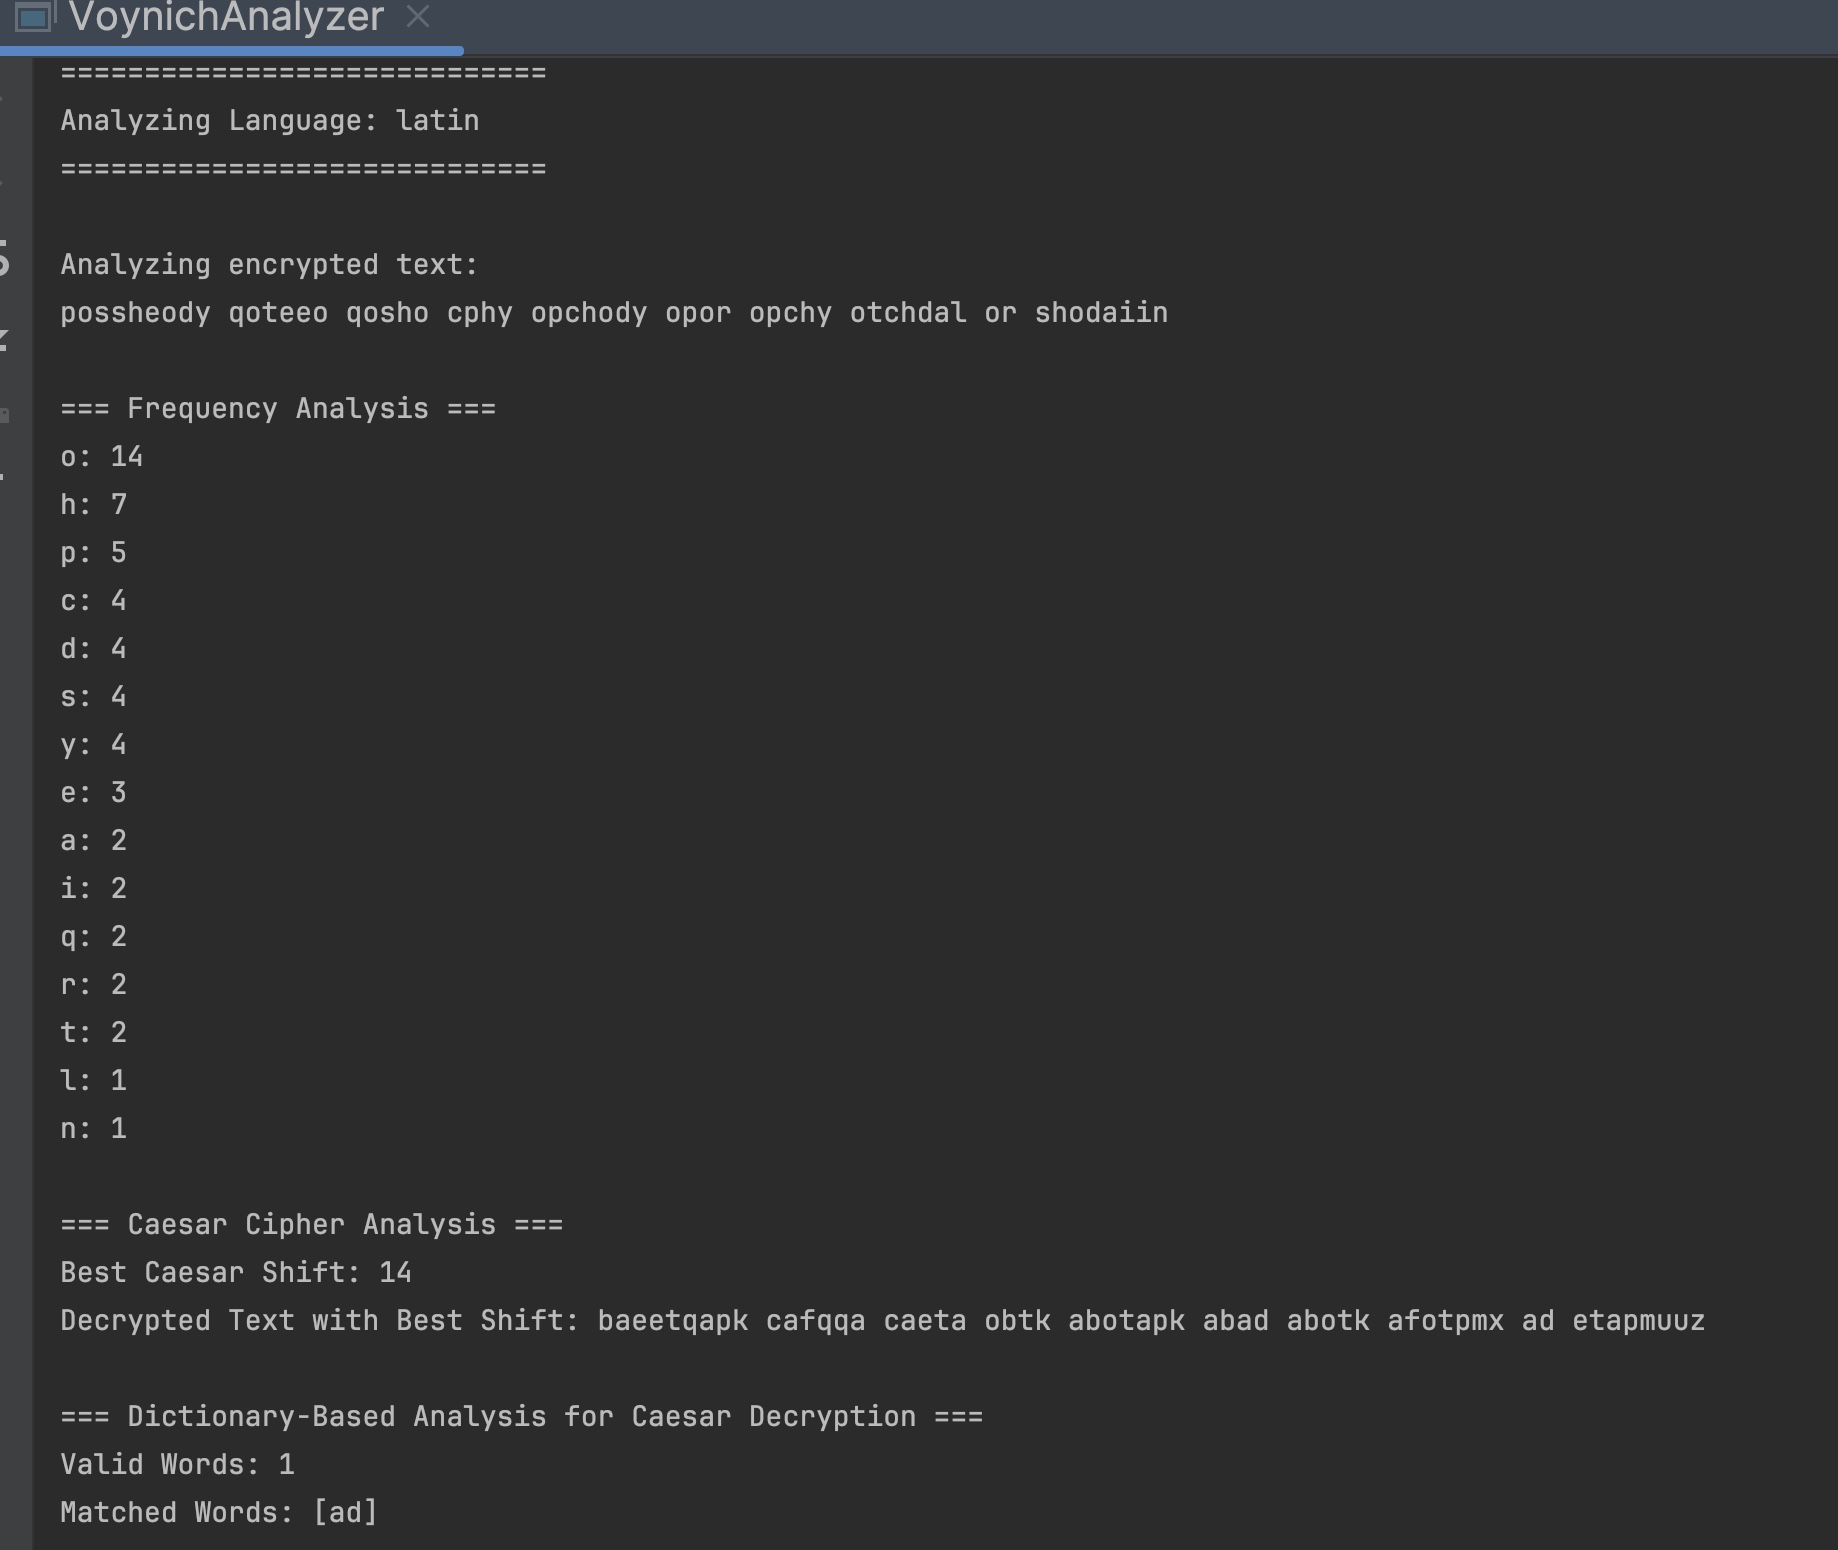 VoynichAnalyzer
=============================
Analyzing Language: latin
=============================
Analyzing encrypted text:
possheody qoteeo qosho cphy opchody opor opchy otchdal or shodaiin
=== Frequency Analysis ===
o: 14
h: 7
p: 5
c: 4
d: 4
s: 4
y: 4
e: 3
a: 2
i: 2
q: 2
r: 2
t: 2
l: 1
n: 1
=== Caesar Cipher Analysis ===
Best Caesar Shift: 14
Decrypted Text with Best Shift: baeetqapk cafqqa caeta obtk abotapk abad abotk afotpmx ad etapmuuz
=== Dictionary-Based Analysis for Caesar Decryption ===
Valid Words: 1
Matched Words: [ad]